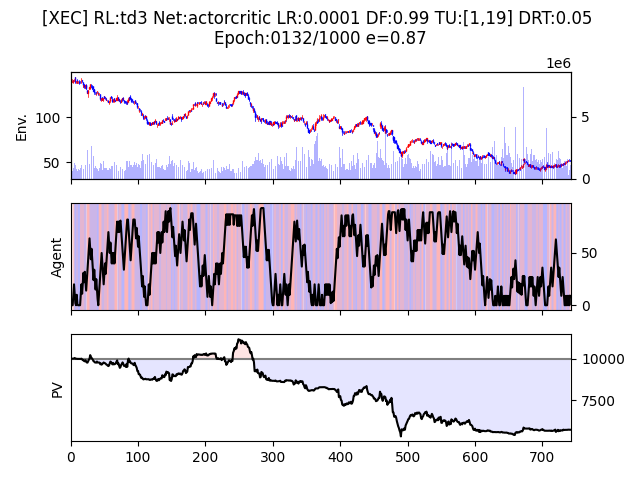 [XEC] RL:td3 Net:actorcritic LR:0.0001 DF:0.99 TU:[1,19] DRT:0.05
Epoch:0132/1000 e=0.87
1e6
Env.
100
50
5
0
Agent
50
0
PV
10000
7500
0 100 200 300 400 500 600 700